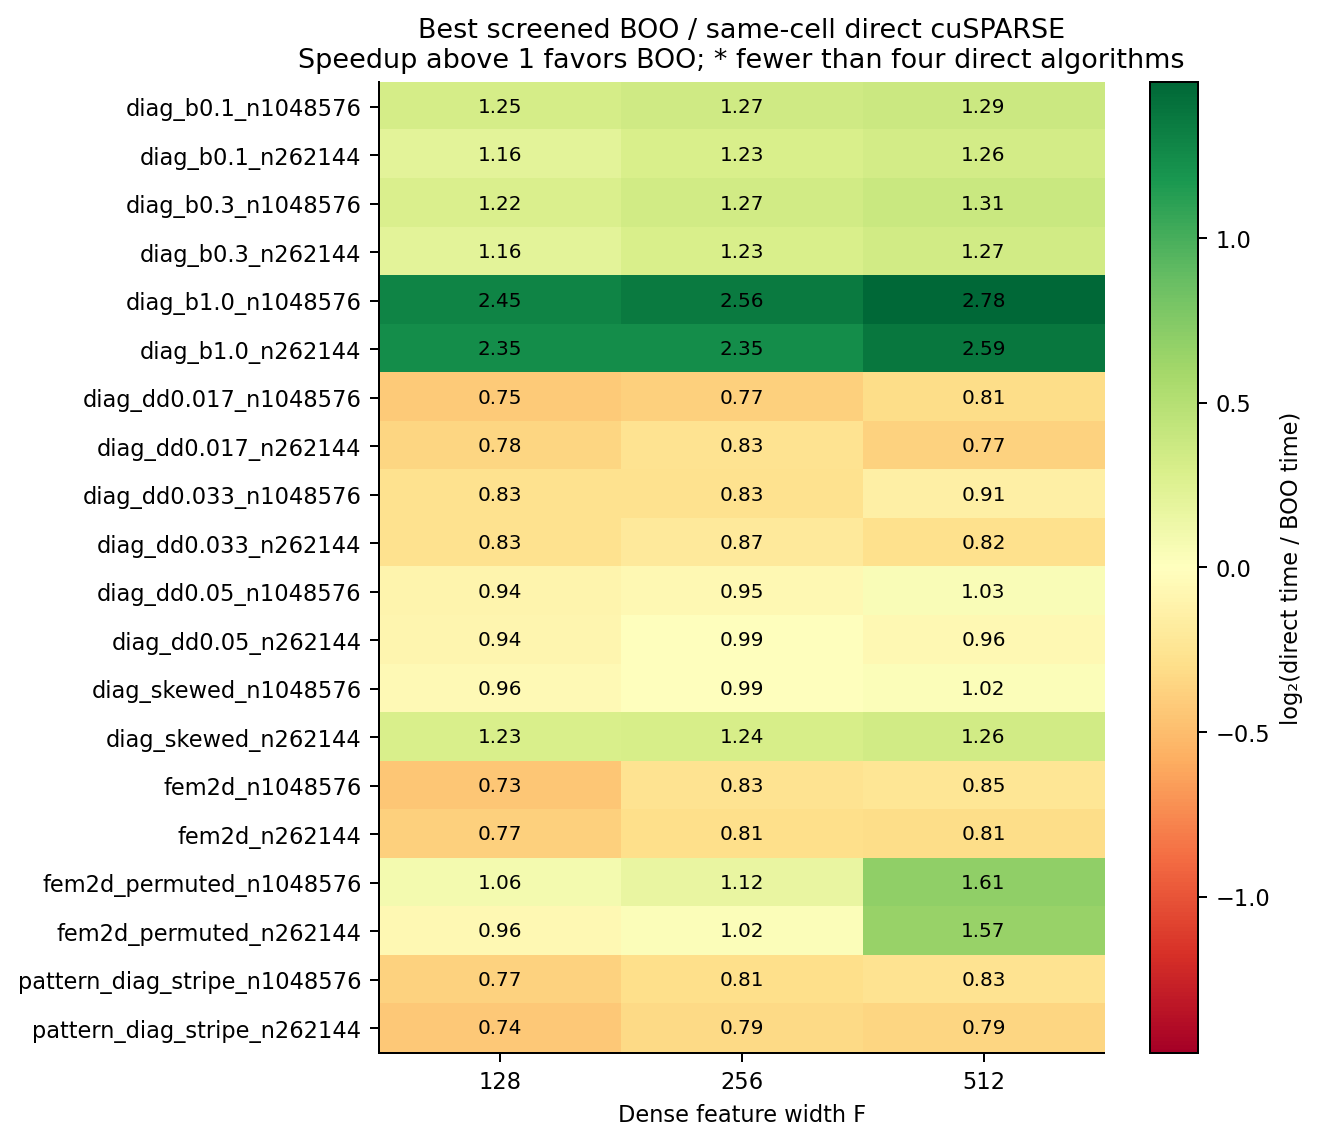 Best screened BOO / same-cell direct cuSPARSE
Speedup above 1 favors BOO; * fewer than four direct algorithms
diag_b0.1_n1048576 1.25 1.27 1.29
diag_b0.1_n262144 1.16 1.23 1.26
diag_b0.3_n1048576 1.22 1.27 1.31
diag_b0.3_n262144 1.16 1.23 1.27
diag_b1.0_n1048576 2.45 2.56 2.78
diag_b1.0_n262144 2.35 2.35 2.59
diag_dd0.017_n1048576 0.75 0.77 0.81
diag_dd0.017_n262144 0.78 0.83 0.77
diag_dd0.033_n1048576 0.83 0.83 0.91
diag_dd0.033_n262144 0.83 0.87 0.82
diag_dd0.05_n1048576 0.94 0.95 1.03
diag_dd0.05_n262144 0.94 0.99 0.96
diag_skewed_n1048576 0.96 0.99 1.02
diag_skewed_n262144 1.23 1.24 1.26
fem2d_n1048576 0.73 0.83 0.85
fem2d_n262144 0.77 0.81 0.81
fem2d_permuted_n1048576 1.06 1.12 1.61
fem2d_permuted_n262144 0.96 1.02 1.57
pattern_diag_stripe_n1048576 0.77 0.81 0.83
pattern_diag_stripe_n262144 0.74 0.79 0.79
128 256 512
Dense feature width F
1.0
0.5
0.0
−0.5
−1.0
log₂(direct time / BOO time)